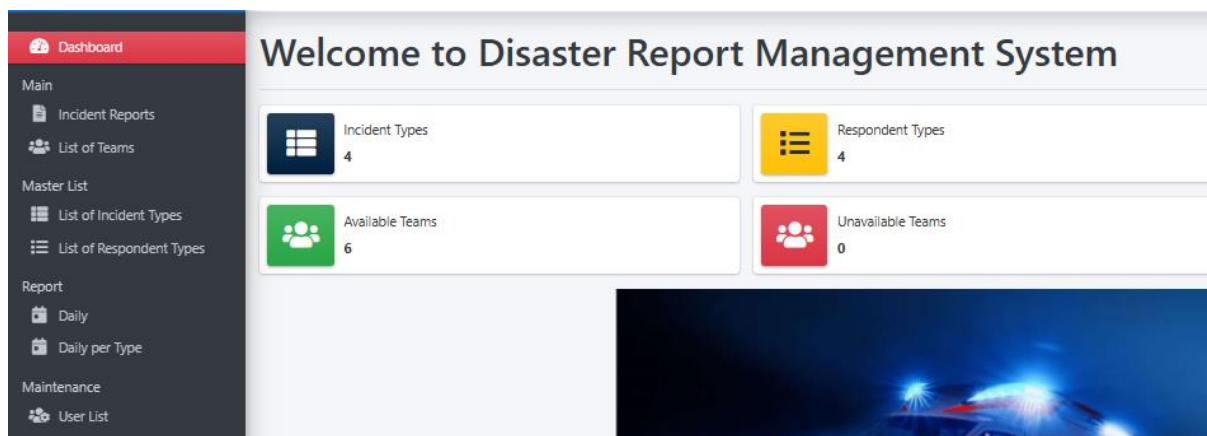 Dashboard
Main
Incident Reports
List of Teams
Master List
List of Incident Types
List of Respondent Types
Report
Daily
Daily per Type
Maintenance
User List
Welcome to Disaster Report Management System
Incident Types
4
Respondent Types
4
Available Teams
6
Unavailable Teams
0